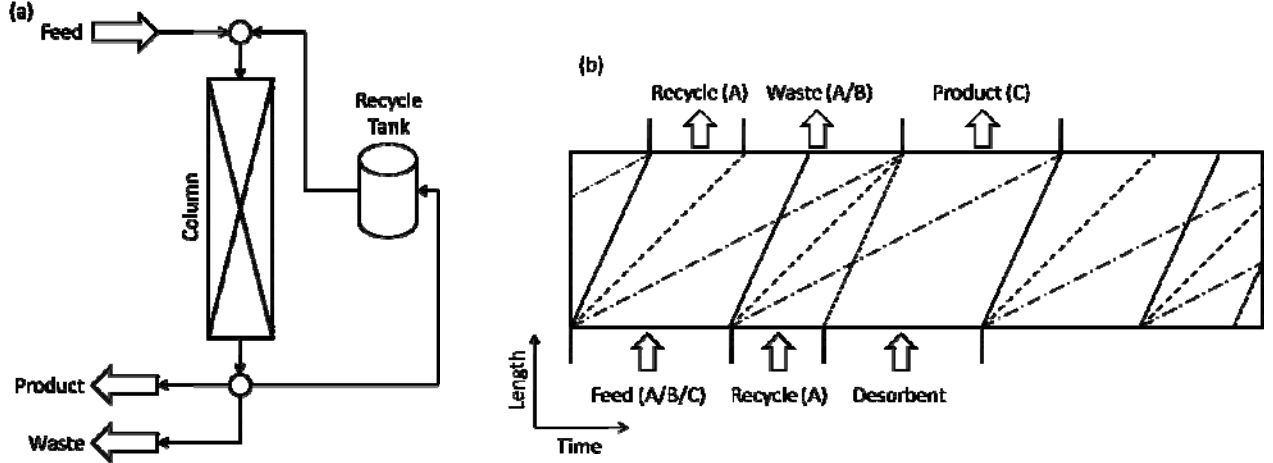 (a)
Feed
Recycle
Tank
Column
Product
Waste
(b)
Recycle (A) Waste (A/B) Product (C)
Feed (A/B/C) Recycle (A) Desorbent
Length
Time